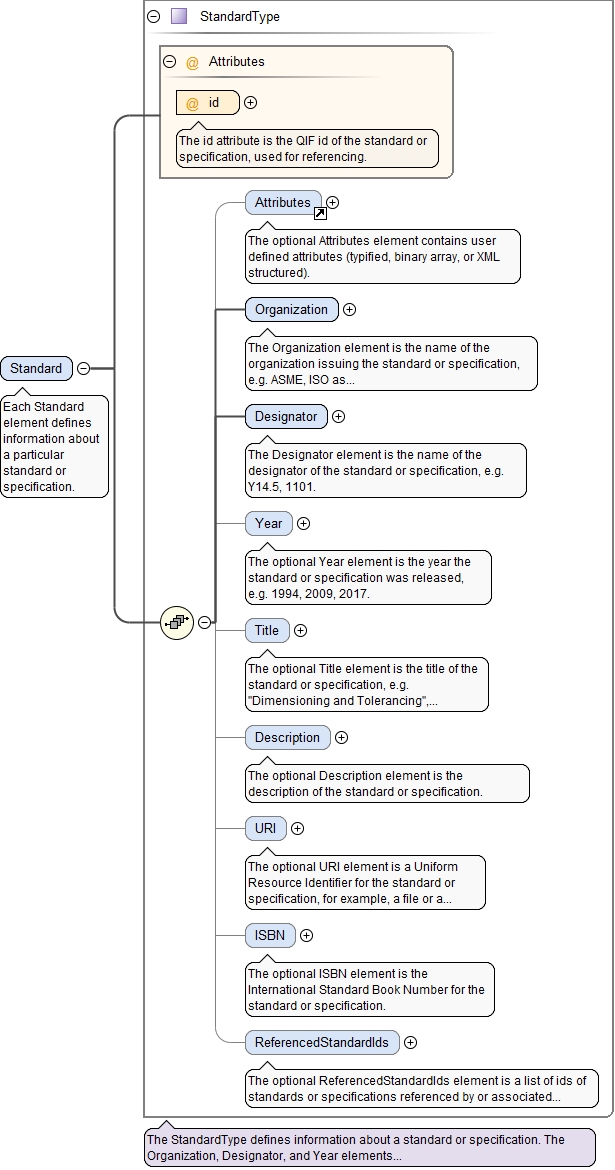 StandardType
@ Attributes
@ id
The id attribute is the QIF id of the standard or
specification, used for referencing.
Attributes
The optional Attributes element contains user
defined attributes (typified, binary array, or XML
structured).
Organization
The Organization element is the name of the
organization issuing the standard or specification,
e.g. ASME, ISO as...
Standard
Each Standard
element defines
information about
a particular
standard or
specification.
Designator
The Designator element is the name of the
designator of the standard or specification, e.g.
Y14.5, 1101.
Year
The optional Year element is the year the
standard or specification was released,
e.g. 1994, 2009, 2017.
Title
The optional Title element is the title of the
standard or specification, e.g.
"Dimensioning and Tolerancing",...
Description
The optional Description element is the
description of the standard or specification.
URI
The optional URI element is a Uniform
Resource Identifier for the standard or
specification, for example, a file or a...
ISBN
The optional ISBN element is the
International Standard Book Number for the
standard or specification.
ReferencedStandardIds
The optional ReferencedStandardIds element is a list of ids of
standards or specifications referenced by or associated...
The StandardType defines information about a standard or specification. The
Organization, Designator, and Year elements...